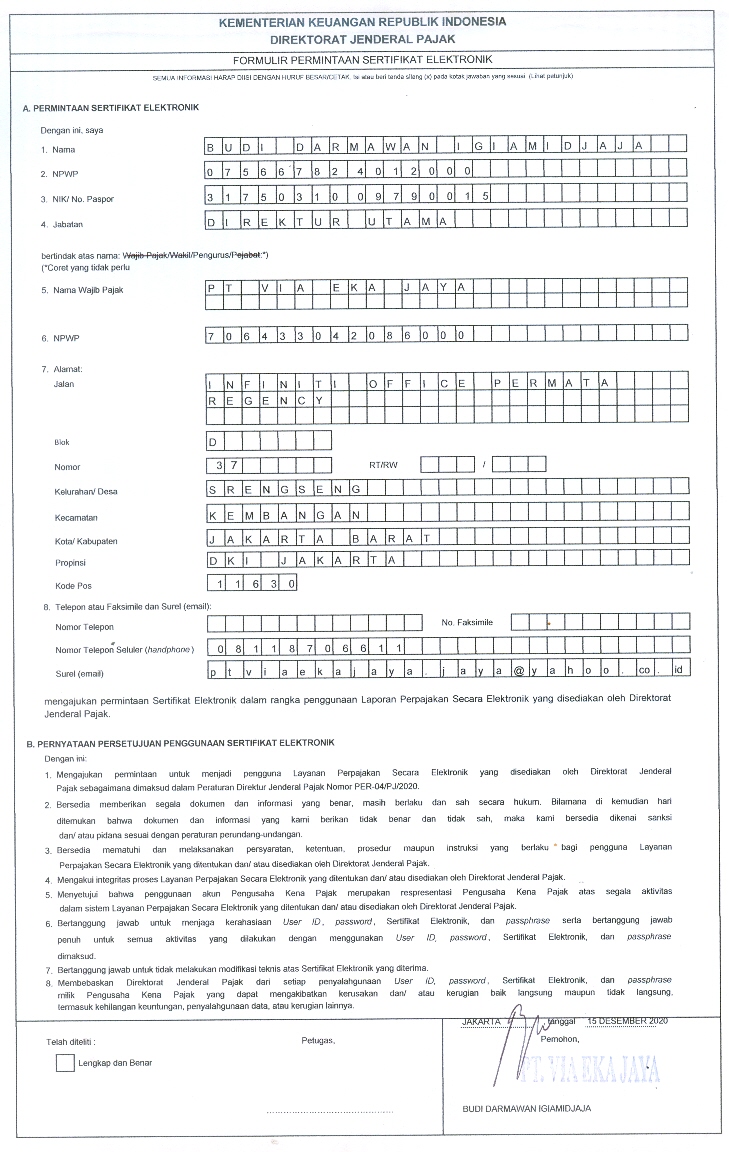 KEMENTERIAN KEUANGAN REPUBLIK INDONESIA
DIREKTORAT JENDERAL PAJAK
FORMULIR PERMINTAAN SERTIFIKAT ELEKTRONIK
SEMUA INFORMASI HARAP DIISI DENGAN HURUF BESAR/CETAK, isi atau beri tanda silang (x) pada kotak jawaban yang sesuai (Lihat petunjuk)
A. PERMINTAAN SERTIFIKAT ELEKTRONIK
Dengan ini, saya
1. Nama BUDI DARMAWAN IGIAMIDJAJA
2. NPWP 075667824012000
3. NIK/ No. Paspor 3175031009790015
4. Jabatan DIREKTUR UTAMA
bertindak atas nama: Wajib Pajak/Wakil/Pengurus/Pejabat:*)
(*Coret yang tidak perlu
5. Nama Wajib Pajak PT VIA EKA JAYA
6. NPWP 706433042086000
7. Alamat:
Jalan INFINITI OFFICE PERMATA
REGENCY
Blok D
Nomor 37 RT/RW /
Kelurahan/ Desa SRENGSENG
Kecamatan KEMBANGAN
Kota/ Kabupaten JAKARTA BARAT
Propinsi DKI JAKARTA
Kode Pos 11630
8. Telepon atau Faksimile dan Surel (email):
Nomor Telepon No. Faksimile
Nomor Telepon Seluler (handphone) 08118706611
Surel (email) ptviaekajaya.jaya@yahoo.co.id
mengajukan permintaan Sertifikat Elektronik dalam rangka penggunaan Laporan Perpajakan Secara Elektronik yang disediakan oleh Direktorat
Jenderal Pajak.
B. PERNYATAAN PERSETUJUAN PENGGUNAAN SERTIFIKAT ELEKTRONIK
Dengan ini:
1. Mengajukan permintaan untuk menjadi pengguna Layanan Perpajakan Secara Elektronik yang disediakan oleh Direktorat Jenderal
Pajak sebagaimana dimaksud dalam Peraturan Direktur Jenderal Pajak Nomor PER-04/PJ/2020.
2. Bersedia memberikan segala dokumen dan informasi yang benar, masih berlaku dan sah secara hukum. Bilamana di kemudian hari
ditemukan bahwa dokumen dan informasi yang kami berikan tidak benar dan tidak sah, maka kami bersedia dikenai sanksi
dan/ atau pidana sesuai dengan peraturan perundang-undangan.
3. Bersedia mematuhi dan melaksanakan persyaratan, ketentuan, prosedur maupun instruksi yang berlaku bagi pengguna Layanan
Perpajakan Secara Elektronik yang ditentukan dan/ atau disediakan oleh Direktorat Jenderal Pajak.
4. Mengakui integritas proses Layanan Perpajakan Secara Elektronik yang ditentukan dan/ atau disediakan oleh Direktorat Jenderal Pajak.
5. Menyetujui bahwa penggunaan akun Pengusaha Kena Pajak merupakan respresentasi Pengusaha Kena Pajak atas segala aktivitas
dalam sistem Layanan Perpajakan Secara Elektronik yang ditentukan dan/ atau disediakan oleh Direktorat Jenderal Pajak.
6. Bertanggung jawab untuk menjaga kerahasiaan User ID, password, Sertifikat Elektronik, dan passphrase serta bertanggung jawab
penuh untuk semua aktivitas yang dilakukan dengan menggunakan User ID, password, Sertifikat Elektronik, dan passphrase
dimaksud.
7. Bertanggung jawab untuk tidak melakukan modifikasi teknis atas Sertifikat Elektronik yang diterima.
8. Membebaskan Direktorat Jenderal Pajak dari setiap penyalahgunaan User ID, password, Sertifikat Elektronik, dan passphrase
milik Pengusaha Kena Pajak yang dapat mengakibatkan kerusakan dan/ atau kerugian baik langsung maupun tidak langsung,
termasuk kehilangan keuntungan, penyalahgunaan data, atau kerugian lainnya.
JAKARTA tanggal 15 DESEMBER 2020
Telah diteliti : Petugas, Pemohon,
Lengkap dan Benar
PT. VIA EKA JAYA
BUDI DARMAWAN IGIAMIDJAJA